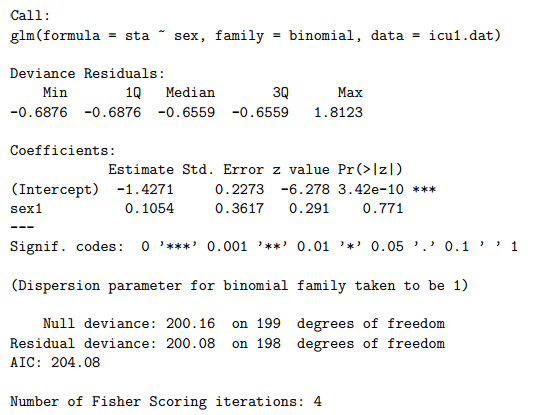 Call:
glm(formula = sta ~ sex, family = binomial, data = icu1.dat)
Deviance Residuals:
Min 1Q Median 3Q Max
-0.6876 -0.6876 -0.6559 -0.6559 1.8123
Coefficients:
Estimate Std. Error z value Pr(>|z|)
(Intercept) -1.4271 0.2273 -6.278 3.42e-10 ***
sex1 0.1054 0.3617 0.291 0.771
---
Signif. codes: 0 ’***’ 0.001 ’**’ 0.01 ’*’ 0.05 ’.’ 0.1 ’ ’ 1
(Dispersion parameter for binomial family taken to be 1)
Null deviance: 200.16 on 199 degrees of freedom
Residual deviance: 200.08 on 198 degrees of freedom
AIC: 204.08
Number of Fisher Scoring iterations: 4